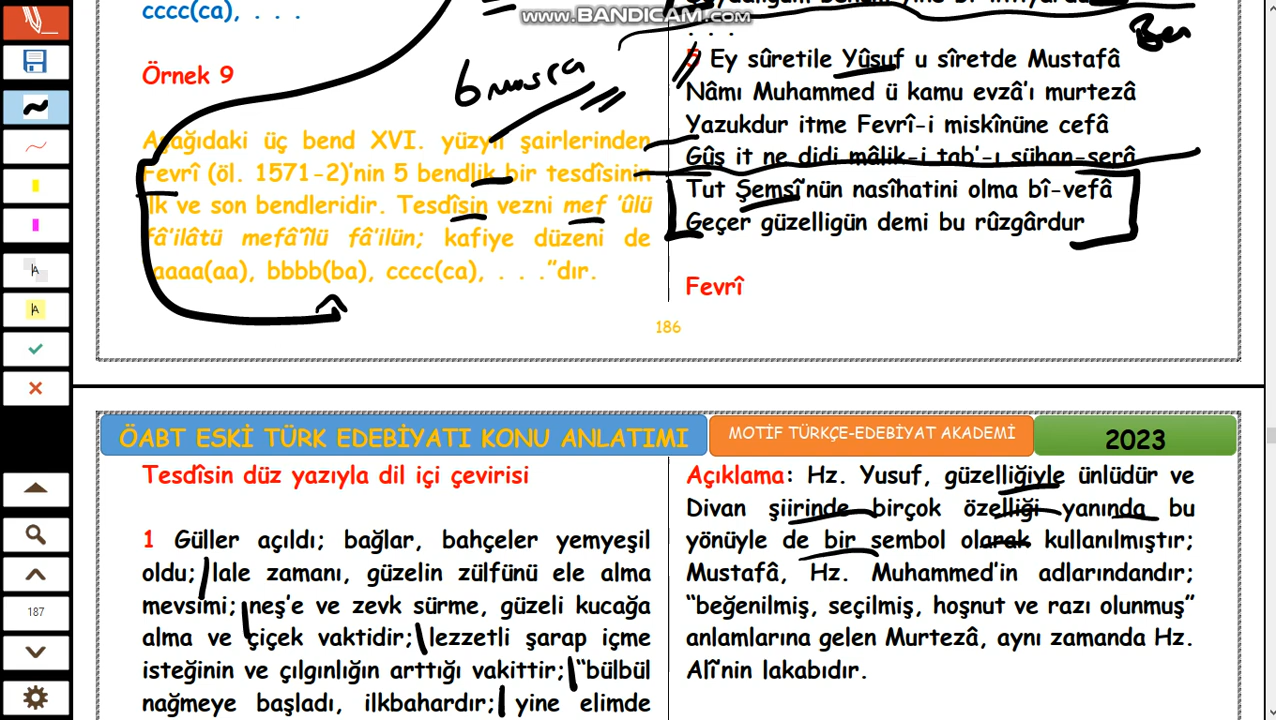 www.BANDICAM.com
cccc(ca), . . .
Örnek 9
6 mısra
Aşağıdaki üç bend XVI. yüzyıl şairlerinden
Fevrî (öl. 1571-2)'nin 5 bendlik bir tesdîsinin
ilk ve son bendleridir. Tesdîsin vezni mef 'ûlü
fâ'ilâtü mefâ'îlü fâ'ilün; kafiye düzeni de
aaaa(aa), bbbb(ba), cccc(ca), . . ."dır.
. . .
5 Ey sûretile Yûsuf u sîretde Mustafâ
Nâmı Muhammed ü kamu evzâ'ı murtezâ
Yazukdur itme Fevrî-i miskînüne cefâ
Gûş it ne didi mâlik-i tab'-ı sühan-serâ
Tut Şemsî'nün nasîhatini olma bî-vefâ
Geçer güzelligün demi bu rûzgârdur
Fevrî
186
ÖABT ESKİ TÜRK EDEBİYATI KONU ANLATIMI
MOTİF TÜRKÇE-EDEBİYAT AKADEMİ
2023
Tesdîsin düz yazıyla dil içi çevirisi
1 Güller açıldı; bağlar, bahçeler yemyeşil
oldu; lale zamanı, güzelin zülfünü ele alma
mevsimi; neş'e ve zevk sürme, güzeli kucağa
alma ve çiçek vaktidir; lezzetli şarap içme
isteğinin ve çılgınlığın arttığı vakittir; "bülbül
nağmeye başladı, ilkbahardır; yine elimde
Açıklama: Hz. Yusuf, güzelliğiyle ünlüdür ve
Divan şiirinde birçok özelliği yanında bu
yönüyle de bir sembol olarak kullanılmıştır;
Mustafâ, Hz. Muhammed'in adlarındandır;
"beğenilmiş, seçilmiş, hoşnut ve razı olunmuş"
anlamlarına gelen Murtezâ, aynı zamanda Hz.
Alî'nin lakabıdır.
187